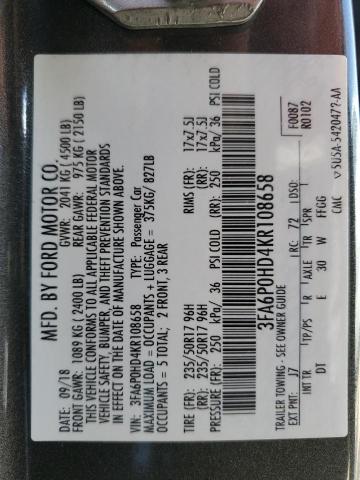 MFD. BY FORD MOTOR CO.
09/18 GVWR: 2041 KG ( 4500 LB)
FRONT GAWR: 1089 KG ( 2400 LB) REAR GAWR: 975 KG ( 2150 LB)
THIS VEHICLE CONFORMS TO ALL APPLICABLE FEDERAL MOTOR
VEHICLE SAFETY, BUMPER, AND THEFT PREVENTION STANDARDS
IN EFFECT ON THE DATE OF MANUFACTURE SHOWN ABOVE.
VIN: 3FA6P0HD4KR108658 TYPE: Passenger Car
MAXIMUM LOAD = OCCUPANTS + LUGGAGE = 375KG/ 827LB
OCCUPANTS = 5 TOTAL: 2 FRONT, 3 REAR
TIRE (FR): 235/50R17 96H RIMS (FR): 17x7.5J
TIRE (RR): 235/50R17 96H (RR): 17x7.5J
PRESSURE (FR): 250 kPa/ 36 PSI COLD (RR): 250 kPa/ 36 PSI COLD
3FA6P0HD4KR108658
F0087
R0102
TRAILER TOWING - SEE OWNER GUIDE
EXT PNT: J7 RC: 72 DSO:
INT TR TP/PS R AXLE TR SPR
DT E 30 W FFGG
CMC
5U5A-5420472-AA